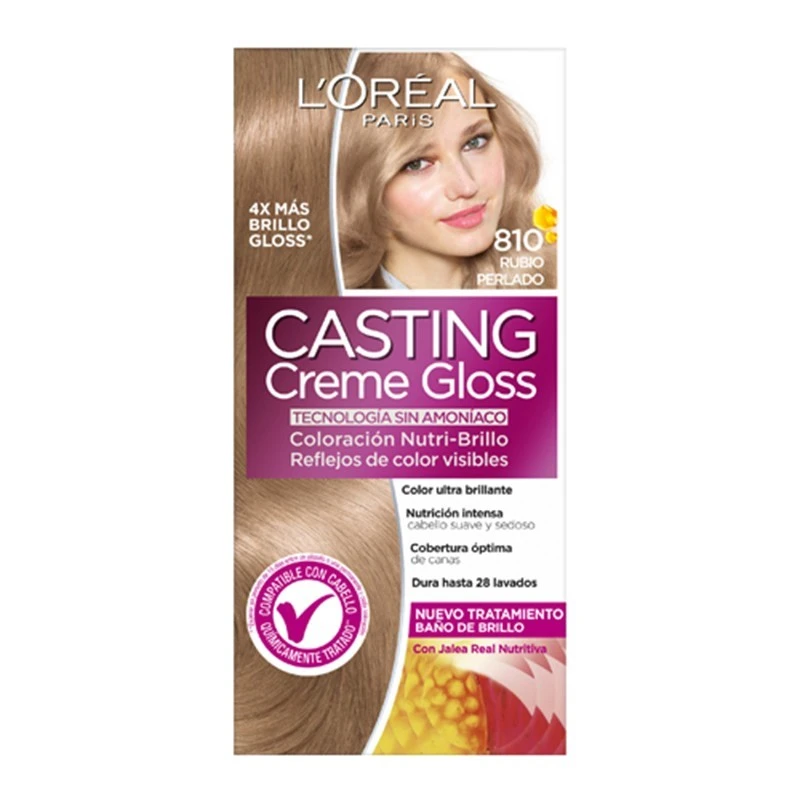 L'ORÉAL
PARIS
4X MÁS
BRILLO
GLOSS*
810
RUBIO
PERLADO
CASTING
Creme Gloss
TECNOLOGÍA SIN AMONÍACO
Coloración Nutri-Brillo
Reflejos de color visibles
Color ultra brillante
Nutrición intensa
cabello suave y sedoso
Cobertura óptima
de canas
Dura hasta 28 lavados
COMPATIBLE CON CABELLO
QUÍMICAMENTE TRATADO**
NUEVO TRATAMIENTO
BAÑO DE BRILLO
Con Jalea Real Nutritiva